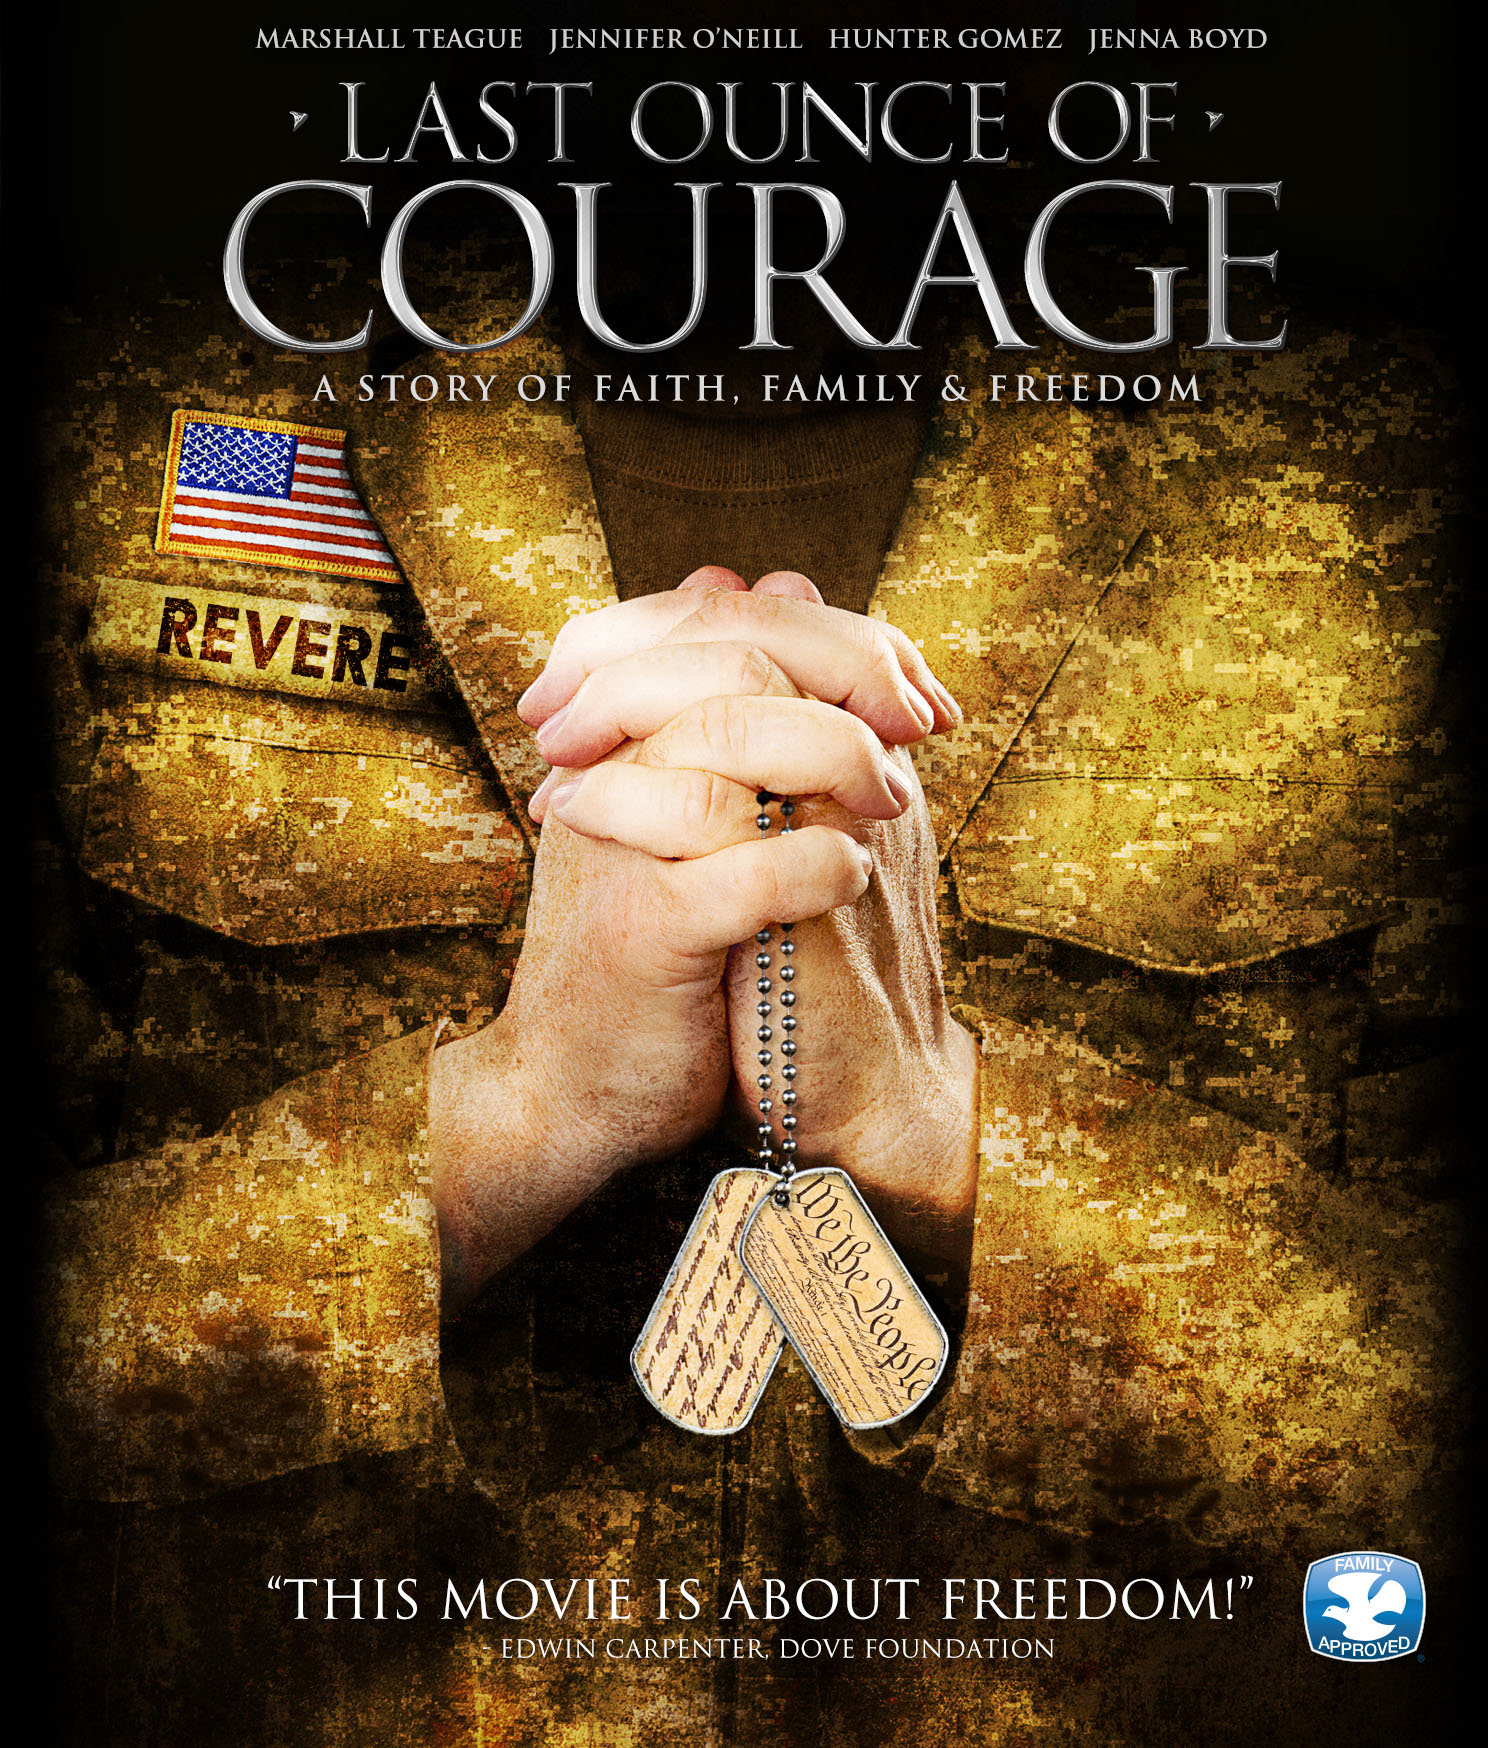 MARSHALL TEAGUE JENNIFER O'NEILL HUNTER GOMEZ JENNA BOYD
LAST OUNCE OF
COURAGE
A STORY OF FAITH, FAMILY & FREEDOM
REVERE
We the People
"THIS MOVIE IS ABOUT FREEDOM!"
- EDWIN CARPENTER, DOVE FOUNDATION
FAMILY
APPROVED
®